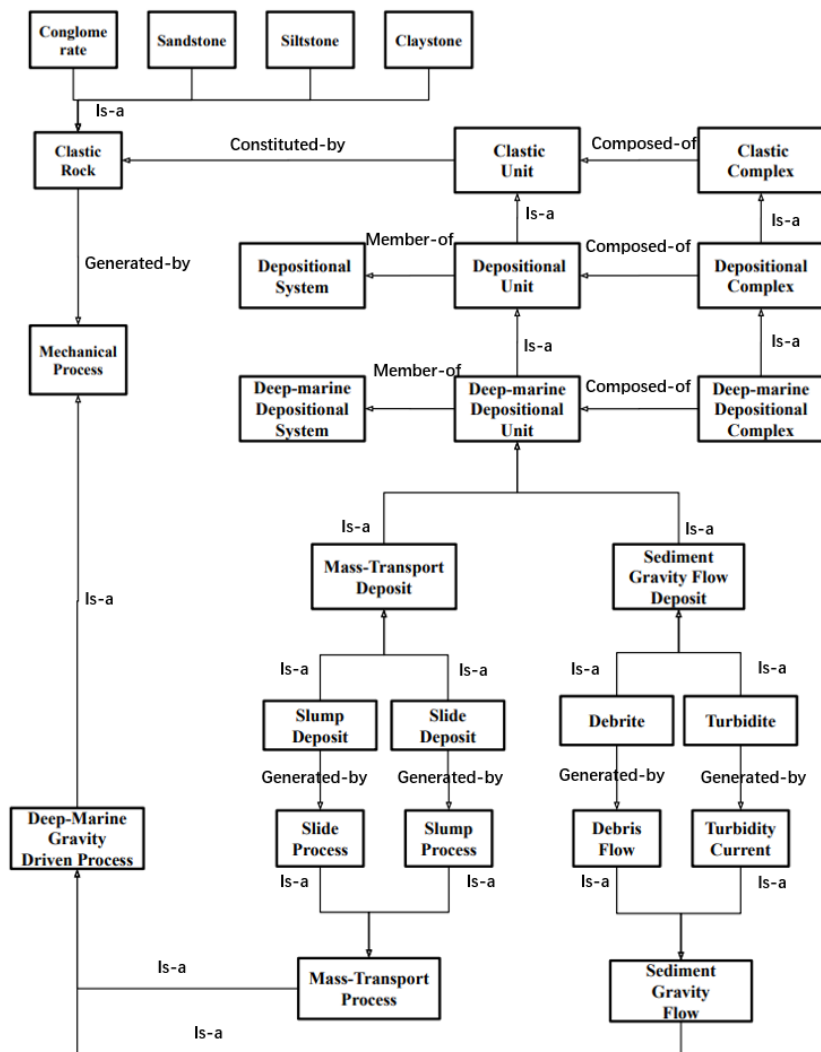 Conglome
rate
Sandstone
Siltstone
Claystone
Is-a
Clastic
Rock
Constituted-by
Clastic
Unit
Composed-of
Clastic
Complex
Is-a
Is-a
Generated-by
Member-of
Composed-of
Depositional
System
Depositional
Unit
Depositional
Complex
Mechanical
Process
Is-a
Is-a
Member-of
Composed-of
Deep-marine
Depositional
System
Deep-marine
Depositional
Unit
Deep-marine
Depositional
Complex
Is-a
Is-a
Mass-Transport
Deposit
Sediment
Gravity Flow
Deposit
Is-a
Is-a
Is-a
Is-a
Is-a
Slump
Deposit
Slide
Deposit
Debrite
Turbidite
Generated-by
Generated-by
Generated-by
Generated-by
Deep-Marine
Gravity
Driven Process
Slide
Process
Slump
Process
Debris
Flow
Turbidity
Current
Is-a
Is-a
Is-a
Is-a
Is-a
Mass-Transport
Process
Sediment
Gravity
Flow
Is-a